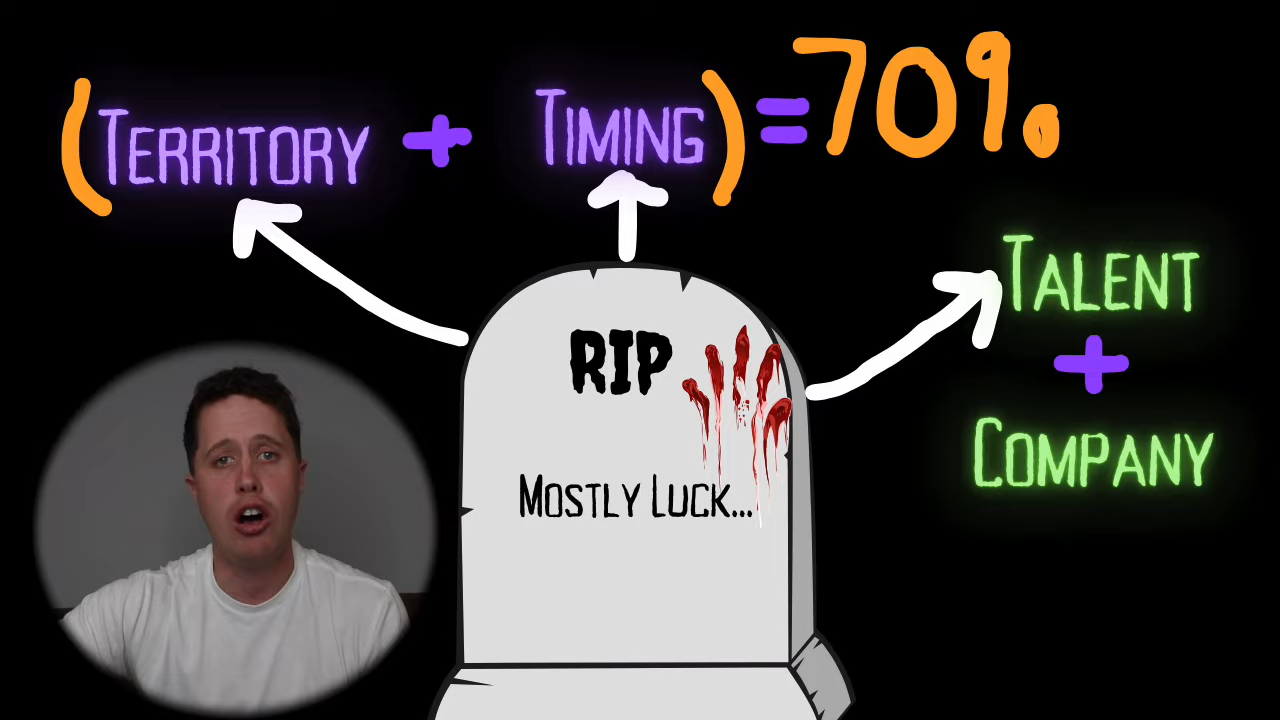 (Territory + Timing) = 70%
Talent
+
Company
RIP
Mostly Luck...